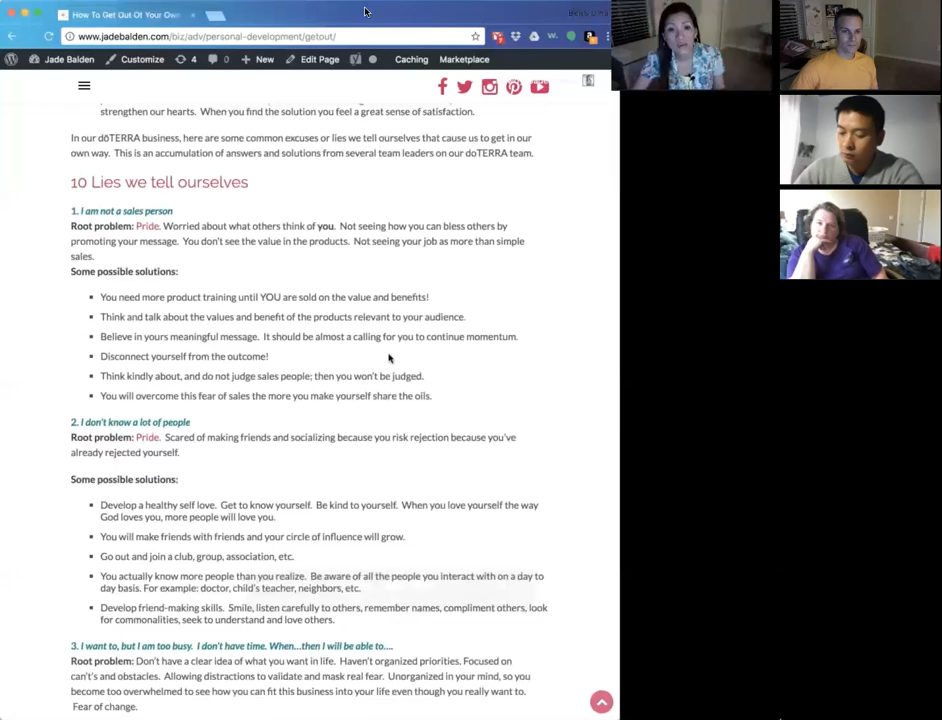 How To Get Out Of Your Own
www.jadebalden.com/biz/adv/personal-development/getout/
Jade Balden Customize 4 0 New Edit Page Caching Marketplace
strengthen our hearts. When you find the solution you feel a great sense of satisfaction.
In our dōTERRA business, here are some common excuses or lies we tell ourselves that cause us to get in our
own way. This is an accumulation of answers and solutions from several team leaders on our doTERRA team.
10 Lies we tell ourselves
1. I am not a sales person
Root problem: Pride. Worried about what others think of you. Not seeing how you can bless others by
promoting your message. You don't see the value in the products. Not seeing your job as more than simple
sales.
Some possible solutions:
You need more product training until YOU are sold on the value and benefits!
Think and talk about the values and benefit of the products relevant to your audience.
Believe in yours meaningful message. It should be almost a calling for you to continue momentum.
Disconnect yourself from the outcome!
Think kindly about, and do not judge sales people; then you won't be judged.
You will overcome this fear of sales the more you make yourself share the oils.
2. I don't know a lot of people
Root problem: Pride. Scared of making friends and socializing because you risk rejection because you've
already rejected yourself.
Some possible solutions:
Develop a healthy self love. Get to know yourself. Be kind to yourself. When you love yourself the way
God loves you, more people will love you.
You will make friends with friends and your circle of influence will grow.
Go out and join a club, group, association, etc.
You actually know more people than you realize. Be aware of all the people you interact with on a day to
day basis. For example: doctor, child's teacher, neighbors, etc.
Develop friend-making skills. Smile, listen carefully to others, remember names, compliment others, look
for commonalities, seek to understand and love others.
3. I want to, but I am too busy. I don't have time. When...then I will be able to....
Root problem: Don't have a clear idea of what you want in life. Haven't organized priorities. Focused on
can't's and obstacles. Allowing distractions to validate and mask real fear. Unorganized in your mind, so you
become too overwhelmed to see how you can fit this business into your life even though you really want to.
Fear of change.